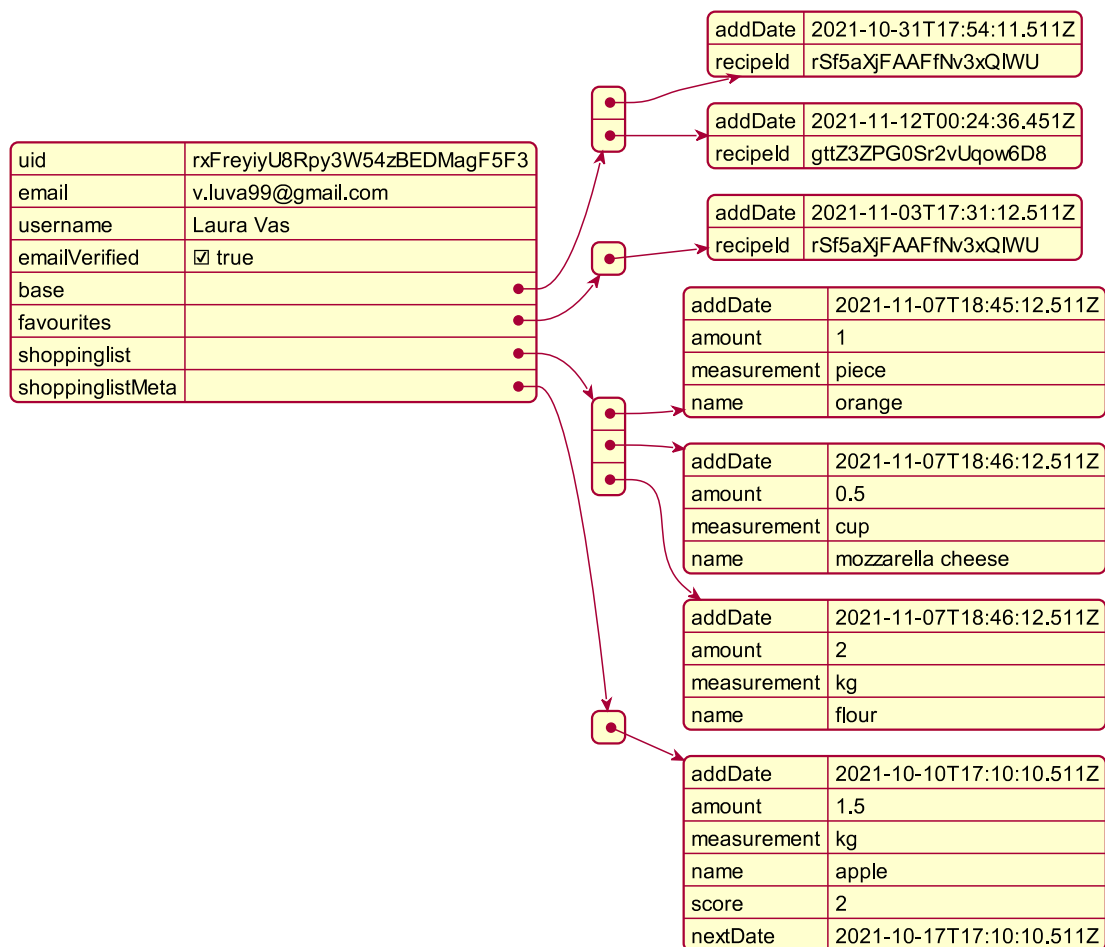 uid rxFreyiyU8Rpy3W54zBEDMagF5F3
email v.luva99@gmail.com
username Laura Vas
emailVerified ☑ true
base
favourites
shoppinglist
shoppinglistMeta
addDate 2021-10-31T17:54:11.511Z
recipeId rSf5aXjFAAFfNv3xQlWU
addDate 2021-11-12T00:24:36.451Z
recipeId gttZ3ZPG0Sr2vUqow6D8
addDate 2021-11-03T17:31:12.511Z
recipeId rSf5aXjFAAFfNv3xQlWU
addDate 2021-11-07T18:45:12.511Z
amount 1
measurement piece
name orange
addDate 2021-11-07T18:46:12.511Z
amount 0.5
measurement cup
name mozzarella cheese
addDate 2021-11-07T18:46:12.511Z
amount 2
measurement kg
name flour
addDate 2021-10-10T17:10:10.511Z
amount 1.5
measurement kg
name apple
score 2
nextDate 2021-10-17T17:10:10.511Z